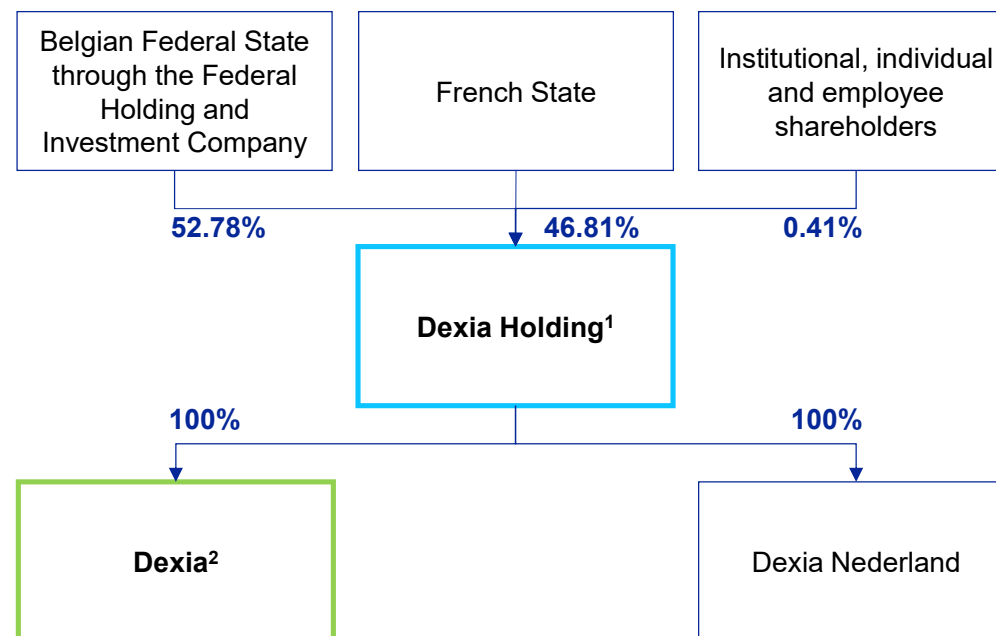 Belgian Federal State
through the Federal
Holding and
Investment Company
French State
Institutional, individual
and employee
shareholders
52.78%
46.81%
0.41%
Dexia Holding¹
100%
100%
Dexia²
Dexia Nederland